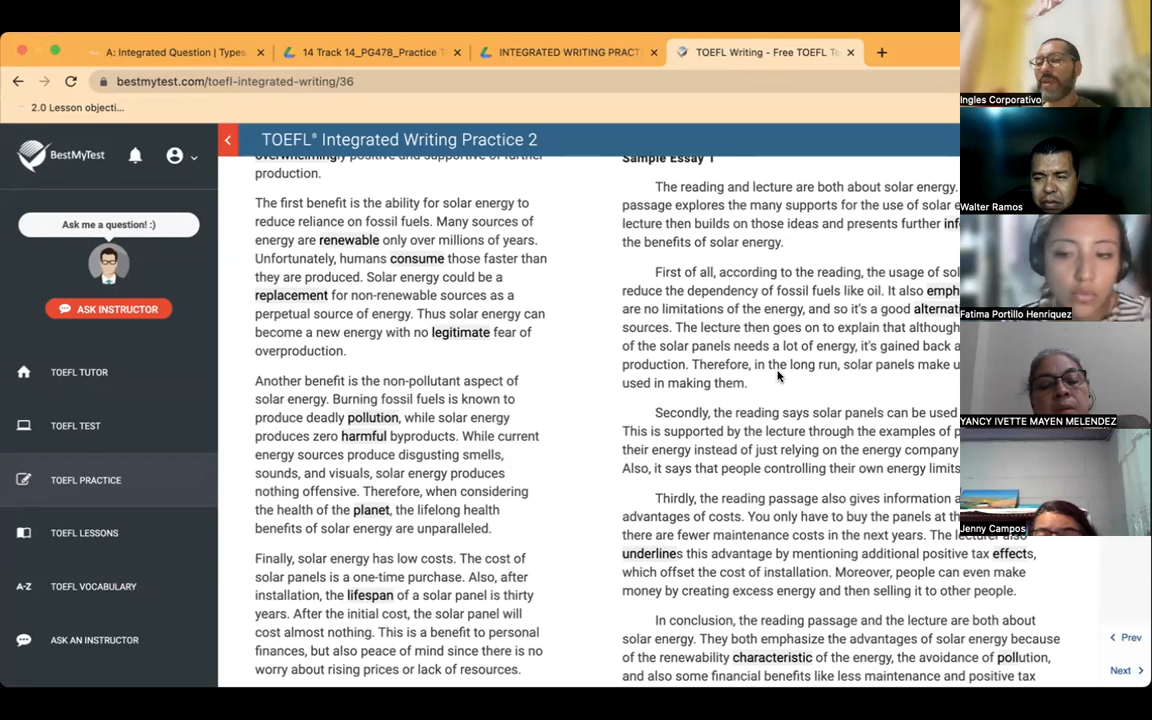 A: Integrated Question | Types
14 Track 14_PG478_Practice T
INTEGRATED WRITING PRACT
TOEFL Writing - Free TOEFL Te
bestmytest.com/toefl-integrated-writing/36
2.0 Lesson objecti...
BestMyTest
Ask me a question! :)
ASK INSTRUCTOR
TOEFL TUTOR
TOEFL TEST
TOEFL PRACTICE
TOEFL LESSONS
A-Z TOEFL VOCABULARY
ASK AN INSTRUCTOR
TOEFL® Integrated Writing Practice 2
overwhelmingly positive and supportive of further
production.
The first benefit is the ability for solar energy to
reduce reliance on fossil fuels. Many sources of
energy are renewable only over millions of years.
Unfortunately, humans consume those faster than
they are produced. Solar energy could be a
replacement for non-renewable sources as a
perpetual source of energy. Thus solar energy can
become a new energy with no legitimate fear of
overproduction.
Another benefit is the non-pollutant aspect of
solar energy. Burning fossil fuels is known to
produce deadly pollution, while solar energy
produces zero harmful byproducts. While current
energy sources produce disgusting smells,
sounds, and visuals, solar energy produces
nothing offensive. Therefore, when considering
the health of the planet, the lifelong health
benefits of solar energy are unparalleled.
Finally, solar energy has low costs. The cost of
solar panels is a one-time purchase. Also, after
installation, the lifespan of a solar panel is thirty
years. After the initial cost, the solar panel will
cost almost nothing. This is a benefit to personal
finances, but also peace of mind since there is no
worry about rising prices or lack of resources.
Sample Essay 1
The reading and lecture are both about solar energy.
passage explores the many supports for the use of solar
lecture then builds on those ideas and presents further inf
the benefits of solar energy.
First of all, according to the reading, the usage of sol
reduce the dependency of fossil fuels like oil. It also emph
are no limitations of the energy, and so it's a good alternat
sources. The lecture then goes on to explain that although
of the solar panels needs a lot of energy, it's gained back a
production. Therefore, in the long run, solar panels make u
used in making them.
Secondly, the reading says solar panels can be used
This is supported by the lecture through the examples of p
their energy instead of just relying on the energy company
Also, it says that people controlling their own energy limits
Thirdly, the reading passage also gives information a
advantages of costs. You only have to buy the panels at th
there are fewer maintenance costs in the next years. The lecturer also
underlines this advantage by mentioning additional positive tax effects,
which offset the cost of installation. Moreover, people can even make
money by creating excess energy and then selling it to other people.
In conclusion, the reading passage and the lecture are both about
solar energy. They both emphasize the advantages of solar energy because
of the renewability characteristic of the energy, the avoidance of pollution,
and also some financial benefits like less maintenance and positive tax
Prev
Next
Ingles Corporativo
Walter Ramos
Fatima Portillo Henriquez
YANCY IVETTE MAYEN MELENDEZ
Jenny Campos